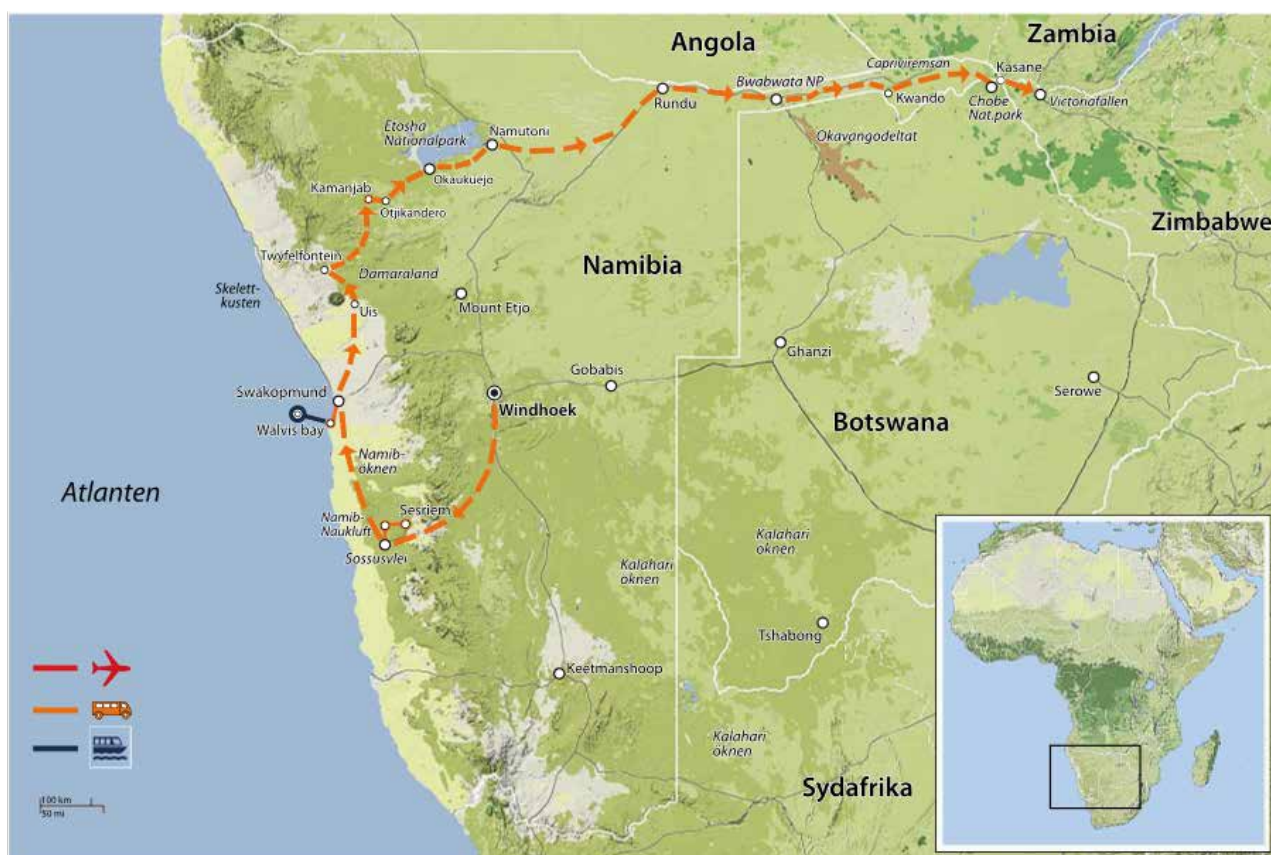 Angola
Zambia
Bwabwata NP
Capriviremsan
Kasane
Rundu
Kwando
Chobe
Nat.park
Victoriafallen
Etosha
Nationalpark
Namutoni
Okavangodeltat
Okaukuejo
Kamanjab
Otjikandero
Zimbabwe
Twyfelfontein
Damaraland
Namibia
Skelett-
kusten
Uis
Mount Etjo
Ghanzi
Gobabis
Serowe
Swakopmund
Windhoek
Walvis bay
Botswana
Namib-
öknen
Atlanten
Namib-
Naukluft
Sesriem
Sossusvlei
Kalahari
öknen
Kalahari
öknen
Tshabong
Keetmanshoop
Kalahari
öknen
Sydafrika
100 km
50 mi